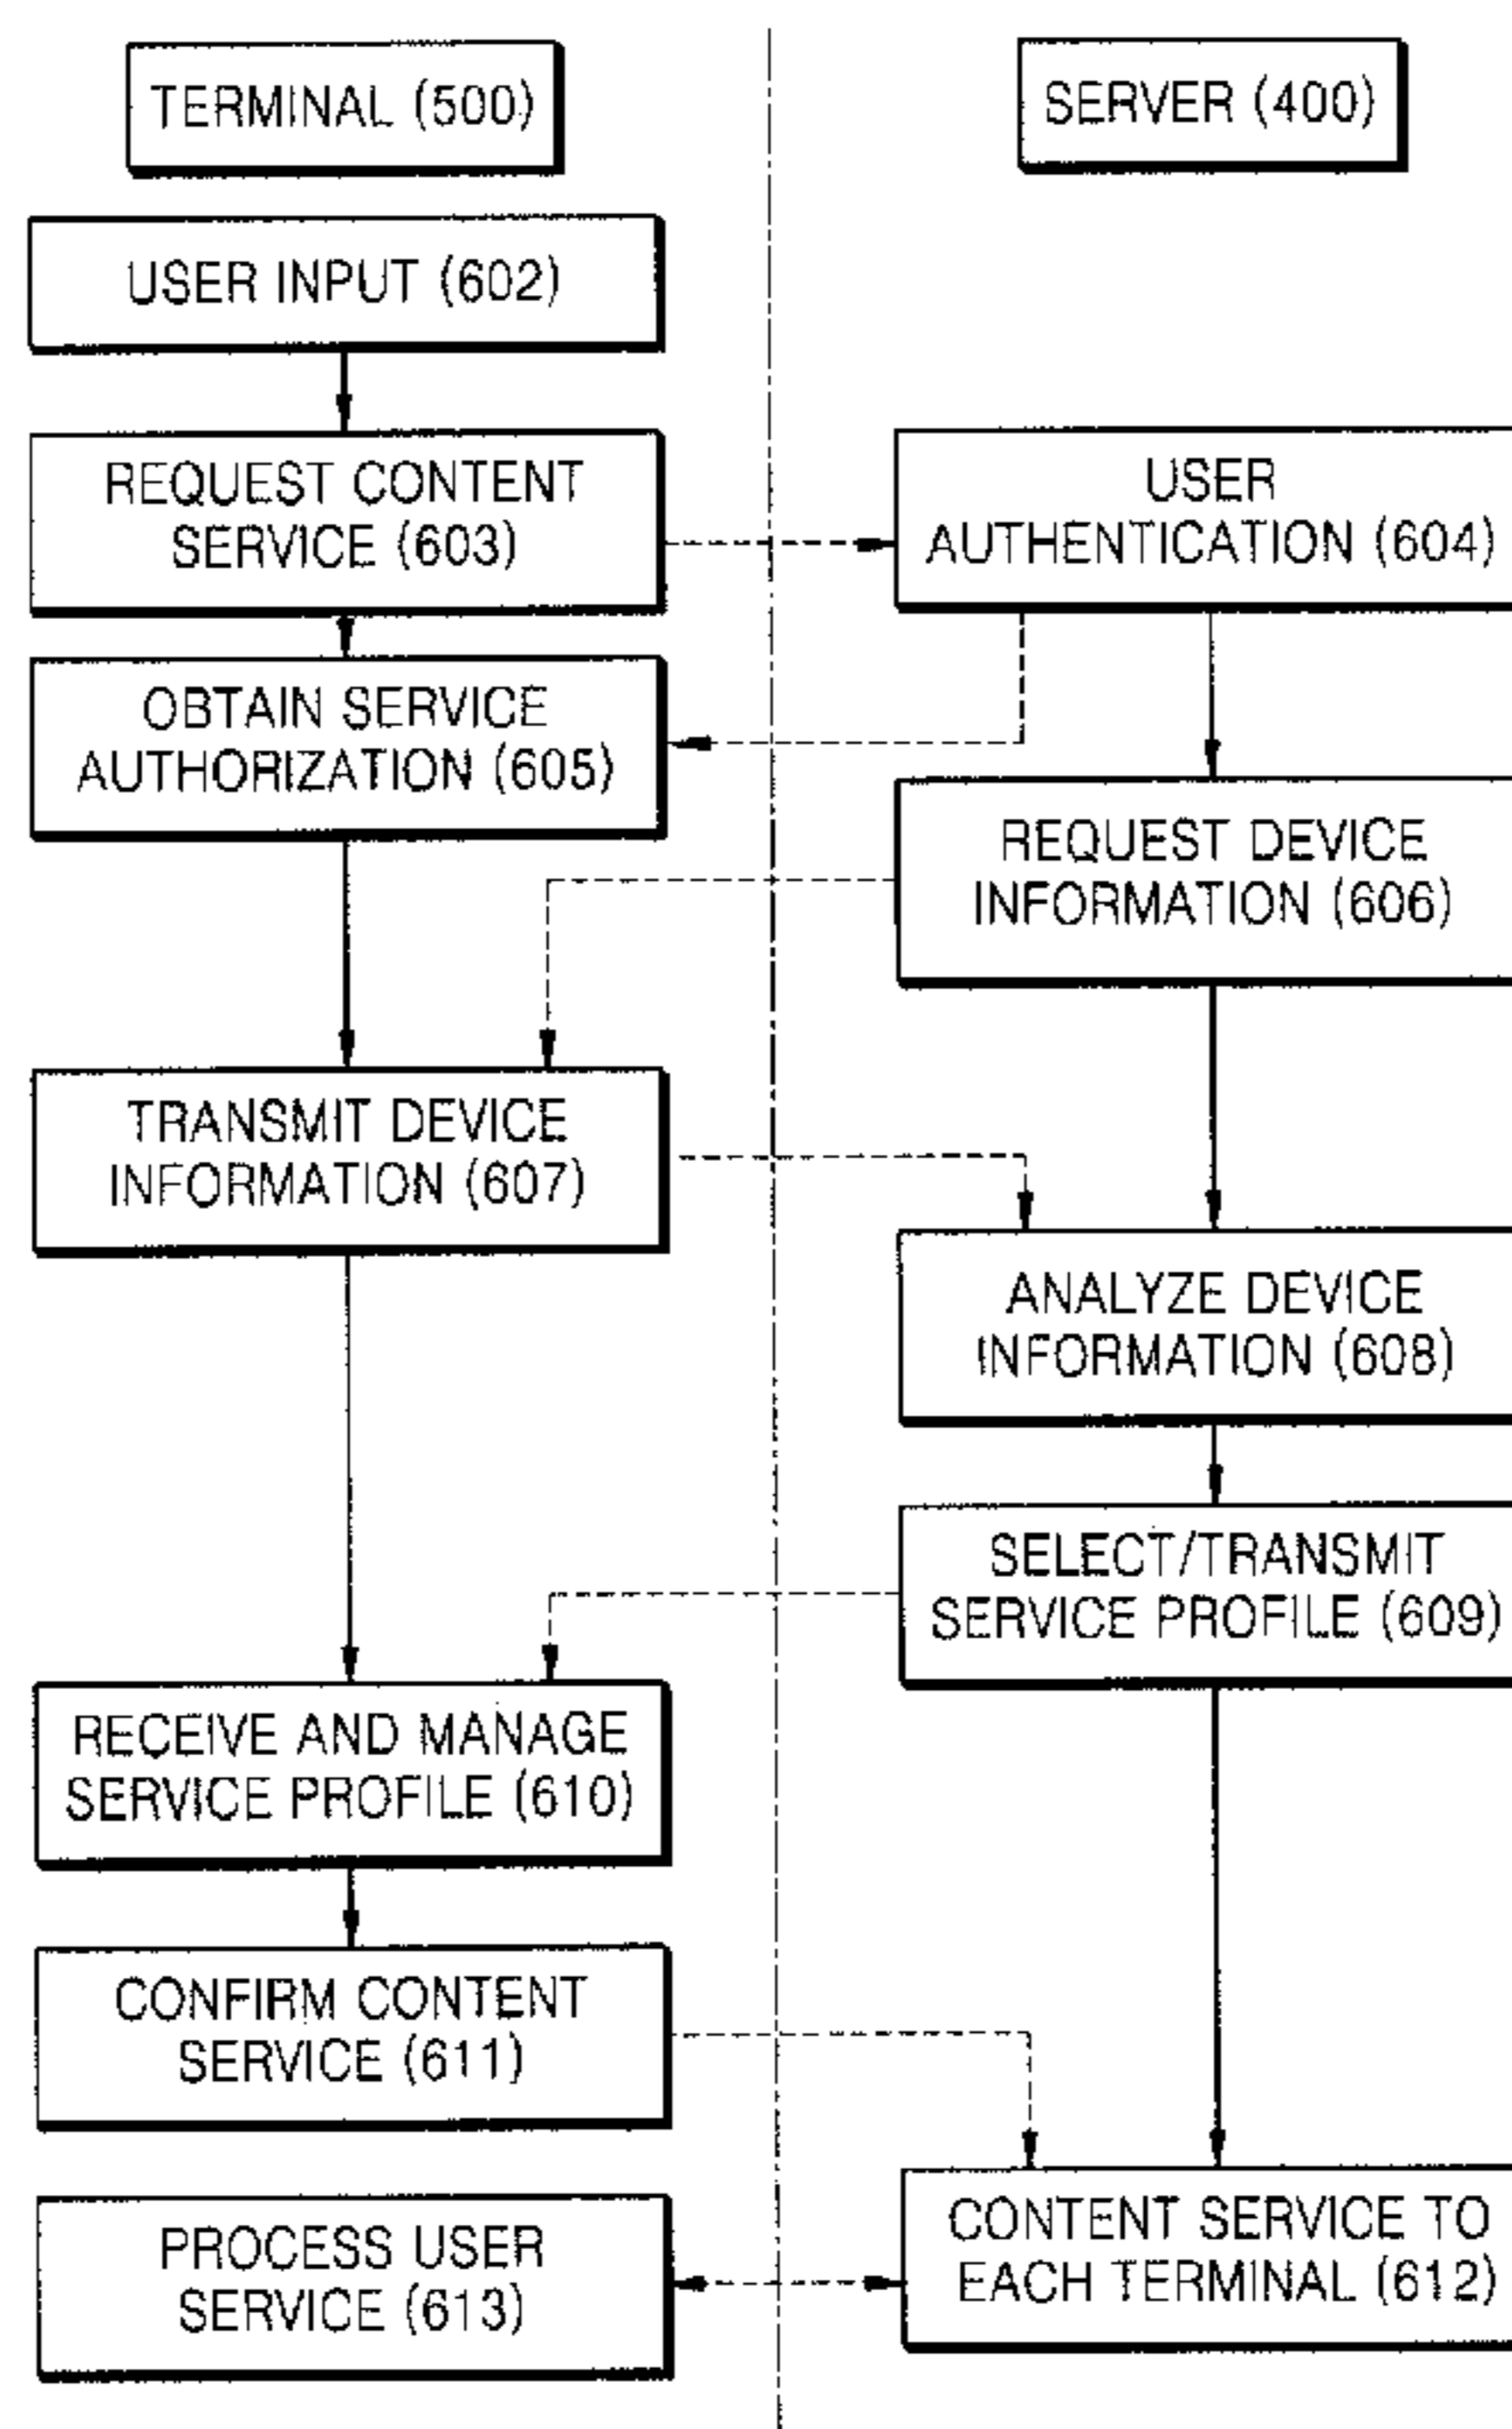 TERMINAL (500)
SERVER (400)
USER INPUT (602)
REQUEST CONTENT
SERVICE (603)
USER
AUTHENTICATION (604)
OBTAIN SERVICE
AUTHORIZATION (605)
REQUEST DEVICE
INFORMATION (606)
TRANSMIT DEVICE
INFORMATION (607)
ANALYZE DEVICE
INFORMATION (608)
SELECT/TRANSMIT
SERVICE PROFILE (609)
RECEIVE AND MANAGE
SERVICE PROFILE (610)
CONFIRM CONTENT
SERVICE (611)
CONTENT SERVICE TO
EACH TERMINAL (612)
PROCESS USER
SERVICE (613)